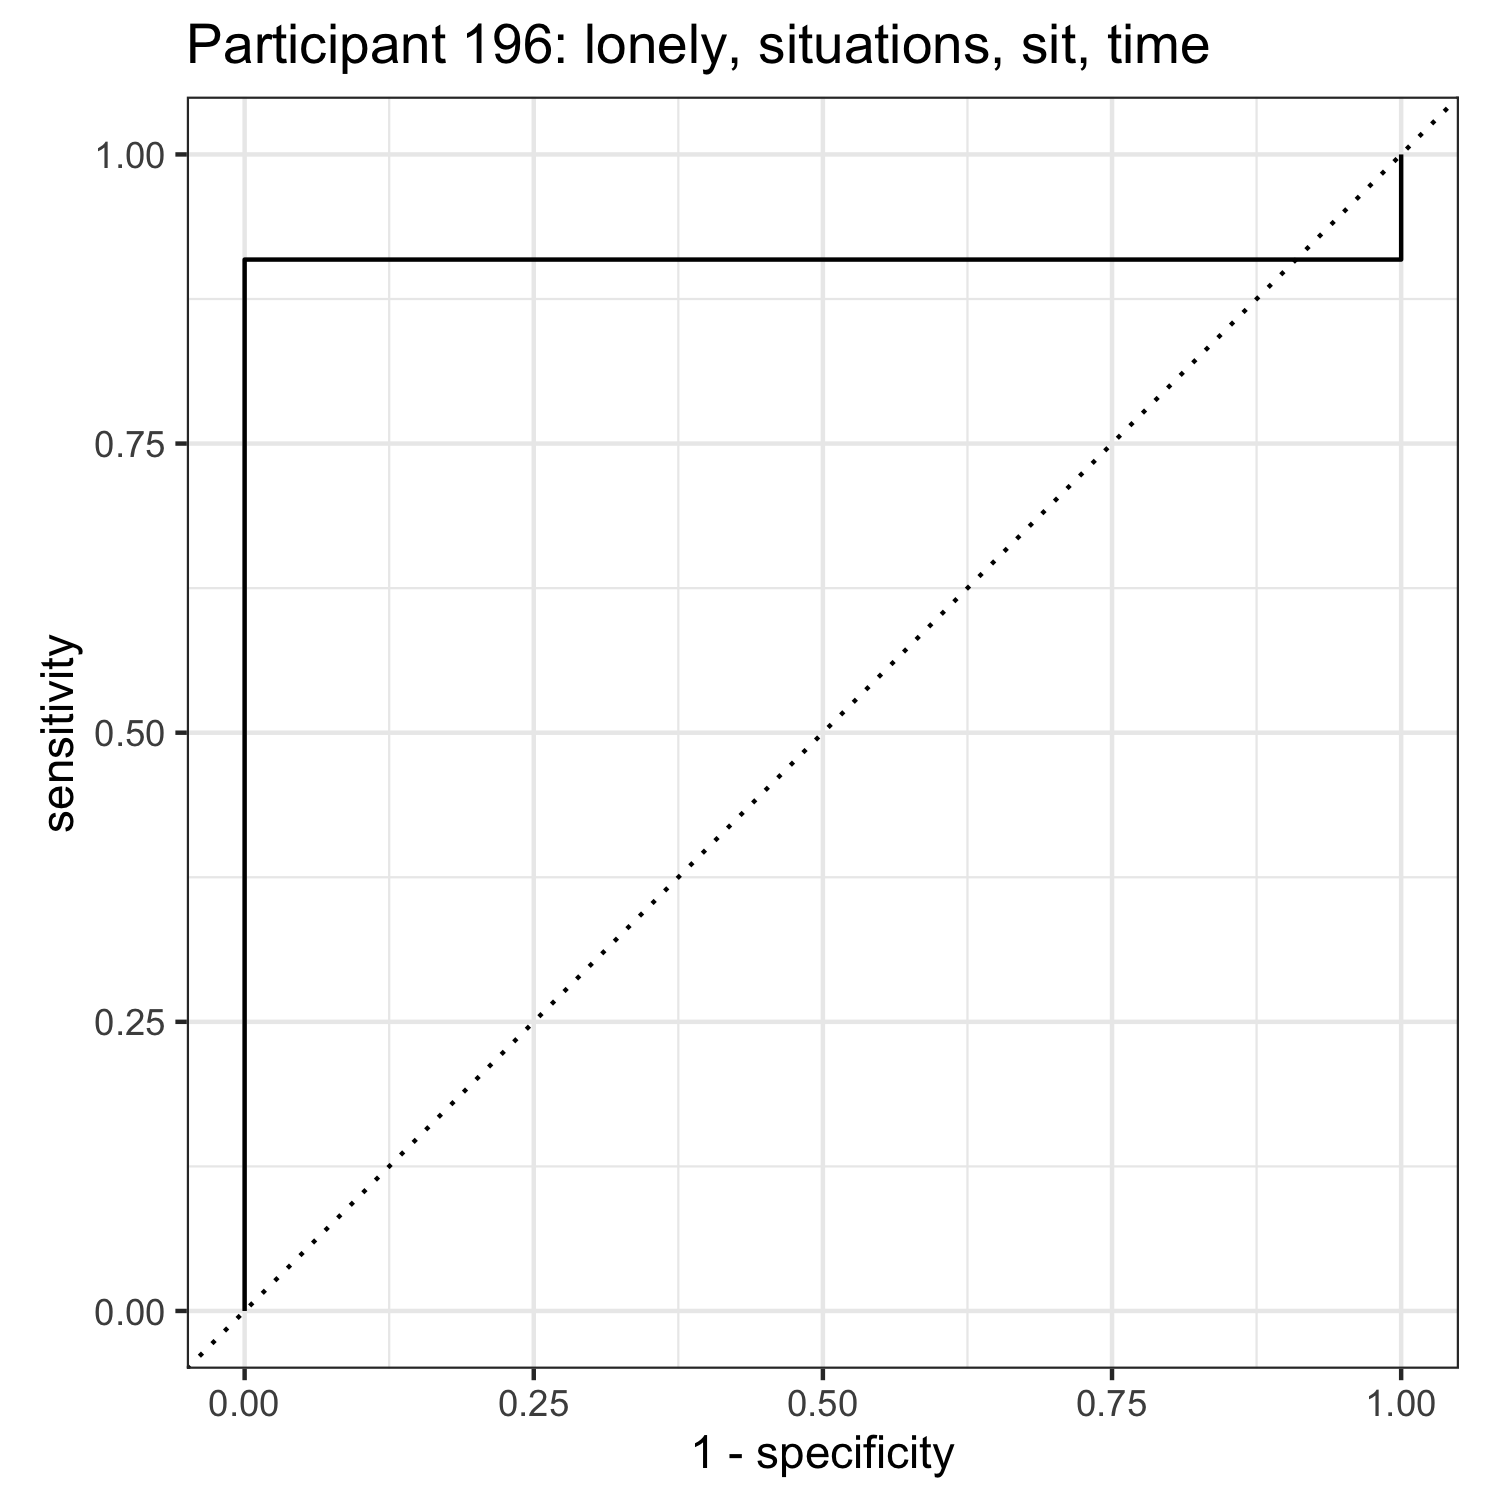 Participant 196: lonely, situations, sit, time
1.00
0.75
0.50
0.25
0.00
sensitivity
0.00 0.25 0.50 0.75 1.00
1 - specificity